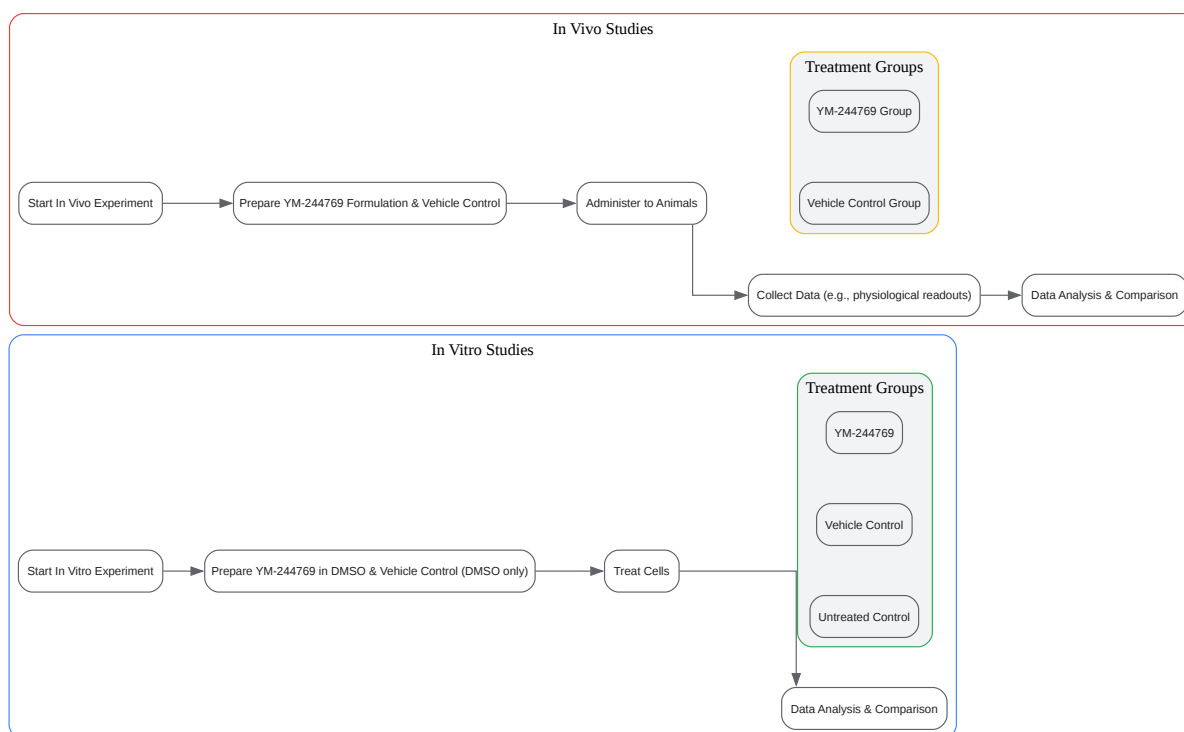 In Vivo Studies
Treatment Groups
YM-244769 Group
Start In Vivo Experiment
Prepare YM-244769 Formulation & Vehicle Control
Administer to Animals
Vehicle Control Group
Collect Data (e.g., physiological readouts)
Data Analysis & Comparison
In Vitro Studies
Treatment Groups
YM-244769
Vehicle Control
Start In Vitro Experiment
Prepare YM-244769 in DMSO & Vehicle Control (DMSO only)
Treat Cells
Untreated Control
Data Analysis & Comparison